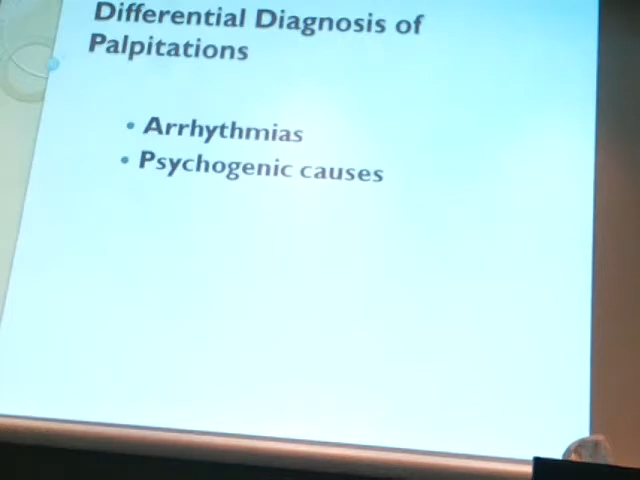 Differential Diagnosis of
Palpitations
• Arrhythmias
• Psychogenic causes